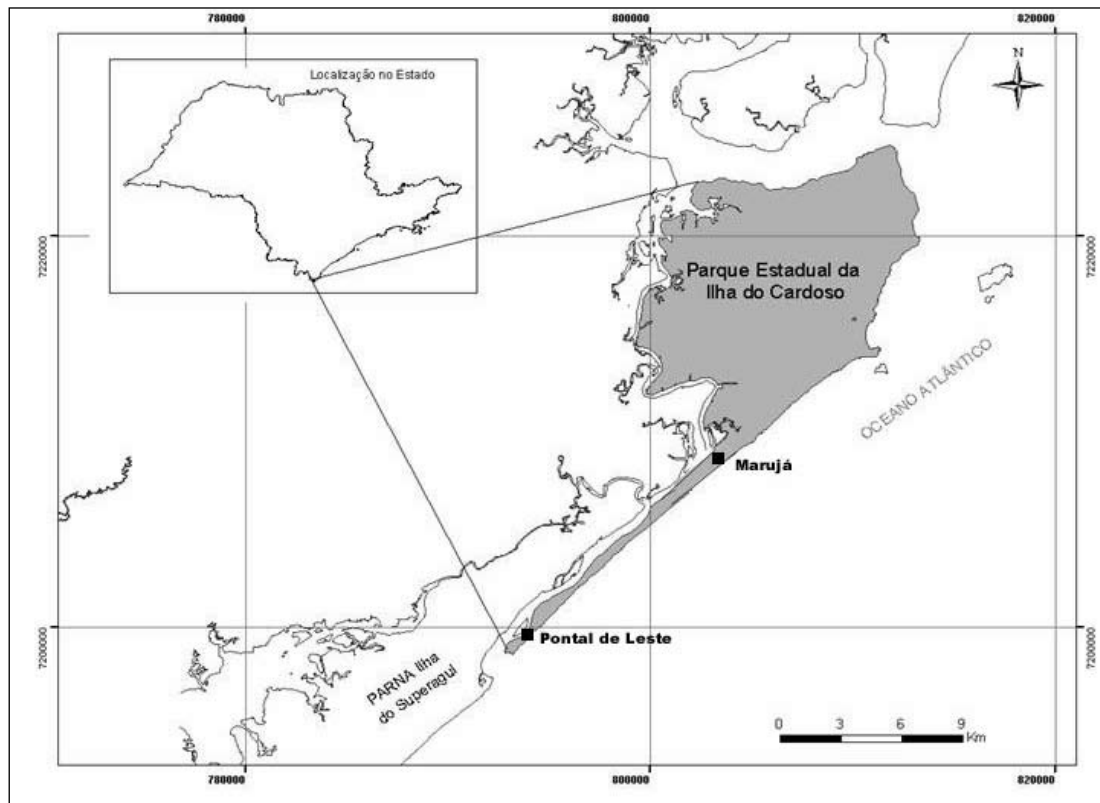 780000
800000
820000
Localização no Estado
N
7220000
7220000
Parque Estadual da
Ilha do Cardoso
OCEANO ATLÂNTICO
Marujá
Pontal de Leste
7200000
7200000
PARNA Ilha
do Superagui
0 3 6 9
Km
780000
800000
820000